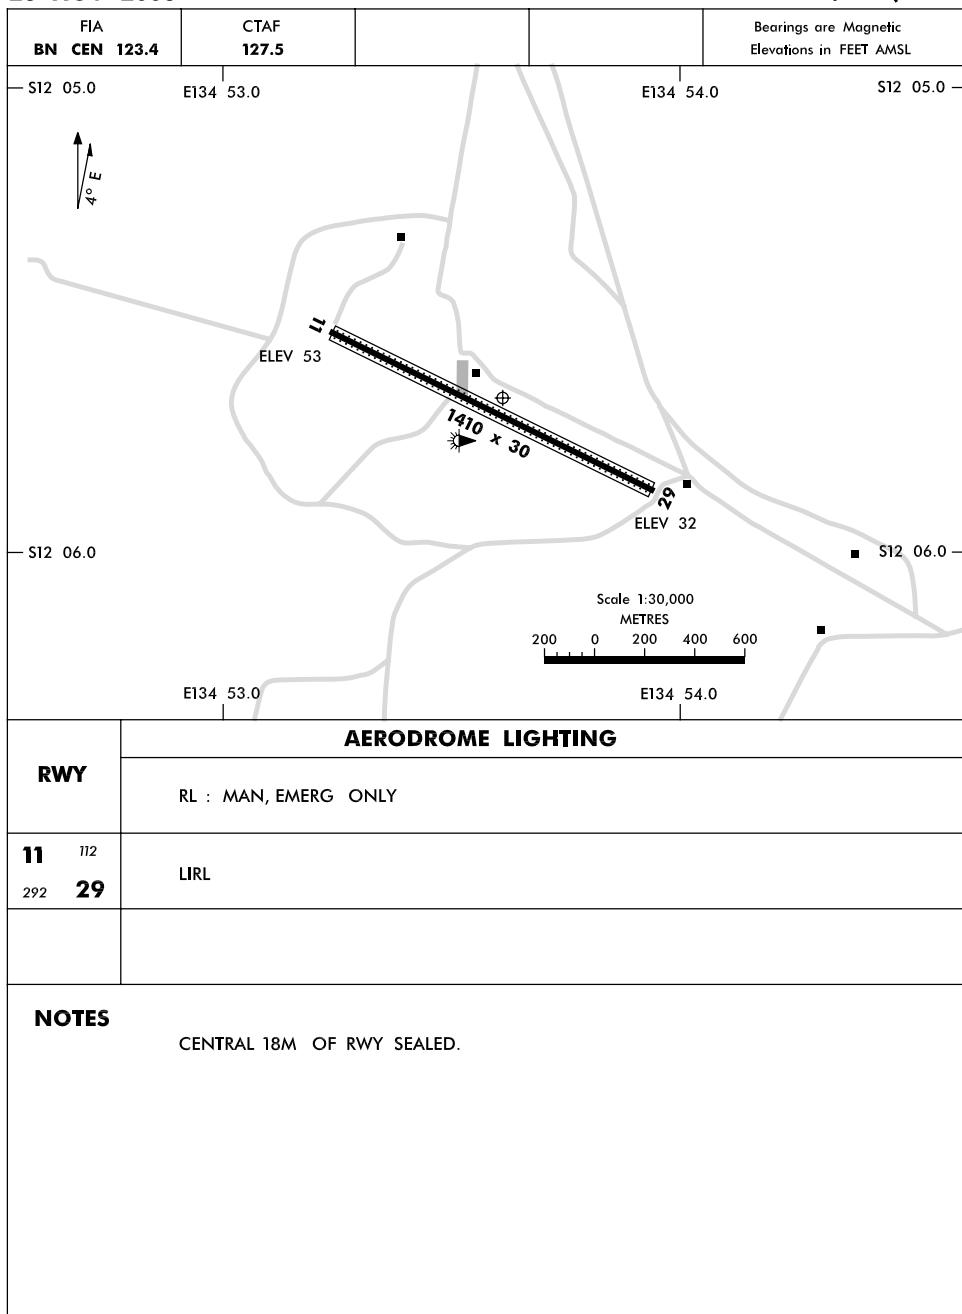 FIA
BN CEN 123.4
CTAF
127.5
Bearings are Magnetic
Elevations in FEET AMSL
S12 05.0
E134 53.0
E134 54.0
S12 05.0
4° E
11
ELEV 53
1410 x 30
29
ELEV 32
S12 06.0
S12 06.0
Scale 1:30,000
METRES
200 0 200 400 600
E134 53.0
E134 54.0
RWY
AERODROME LIGHTING
RL : MAN, EMERG ONLY
11 112
292 29
LIRL
NOTES
CENTRAL 18M OF RWY SEALED.